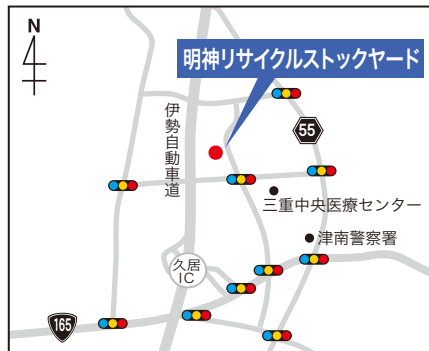 N
明神リサイクルストックヤード
伊勢自動車道
55
三重中央医療センター
津南警察署
久居
IC
165